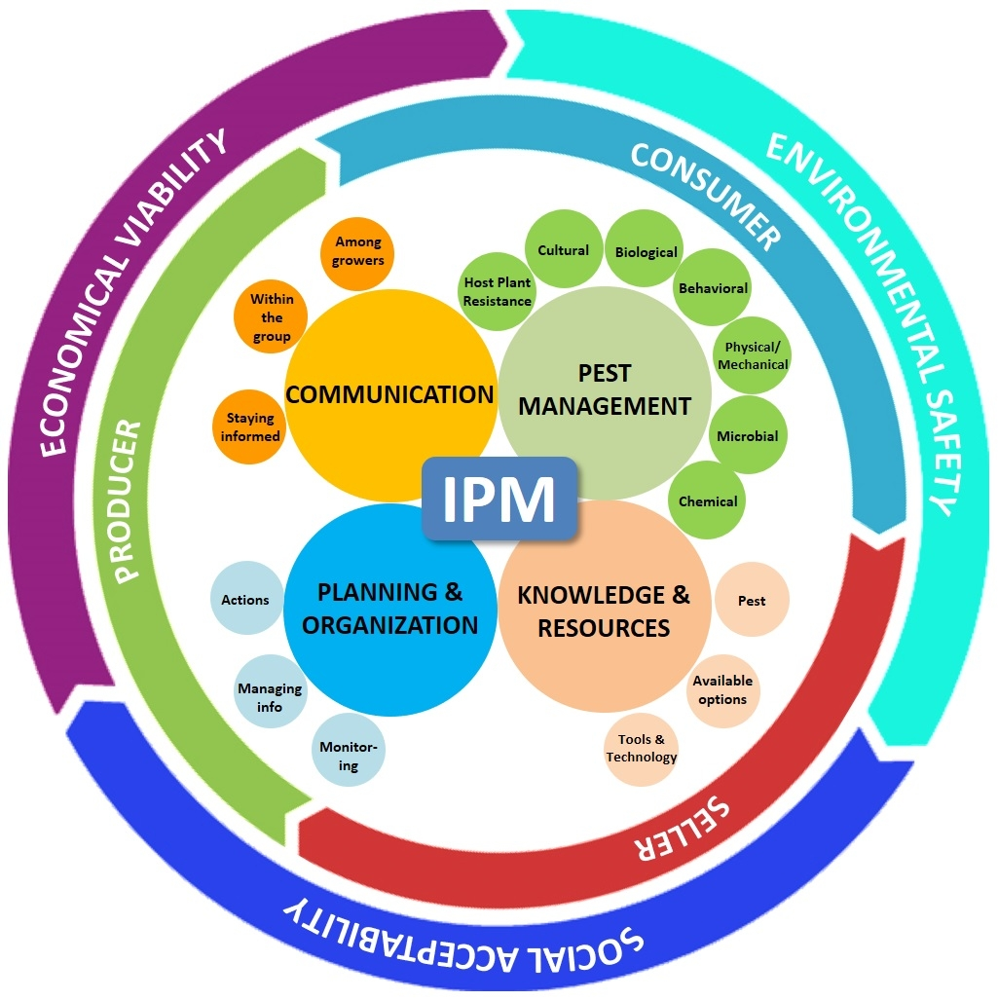 ECONOMICAL VIABILITY
ENVIRONMENTAL SAFETY
SOCIAL ACCEPTABILITY
PRODUCER
CONSUMER
SELLER
IPM
COMMUNICATION
Among
growers
Within
the
group
Staying
informed
PEST
MANAGEMENT
Host Plant
Resistance
Cultural
Biological
Behavioral
Physical/
Mechanical
Microbial
Chemical
PLANNING &
ORGANIZATION
Actions
Managing
info
Monitor-
ing
KNOWLEDGE &
RESOURCES
Pest
Available
options
Tools &
Technology